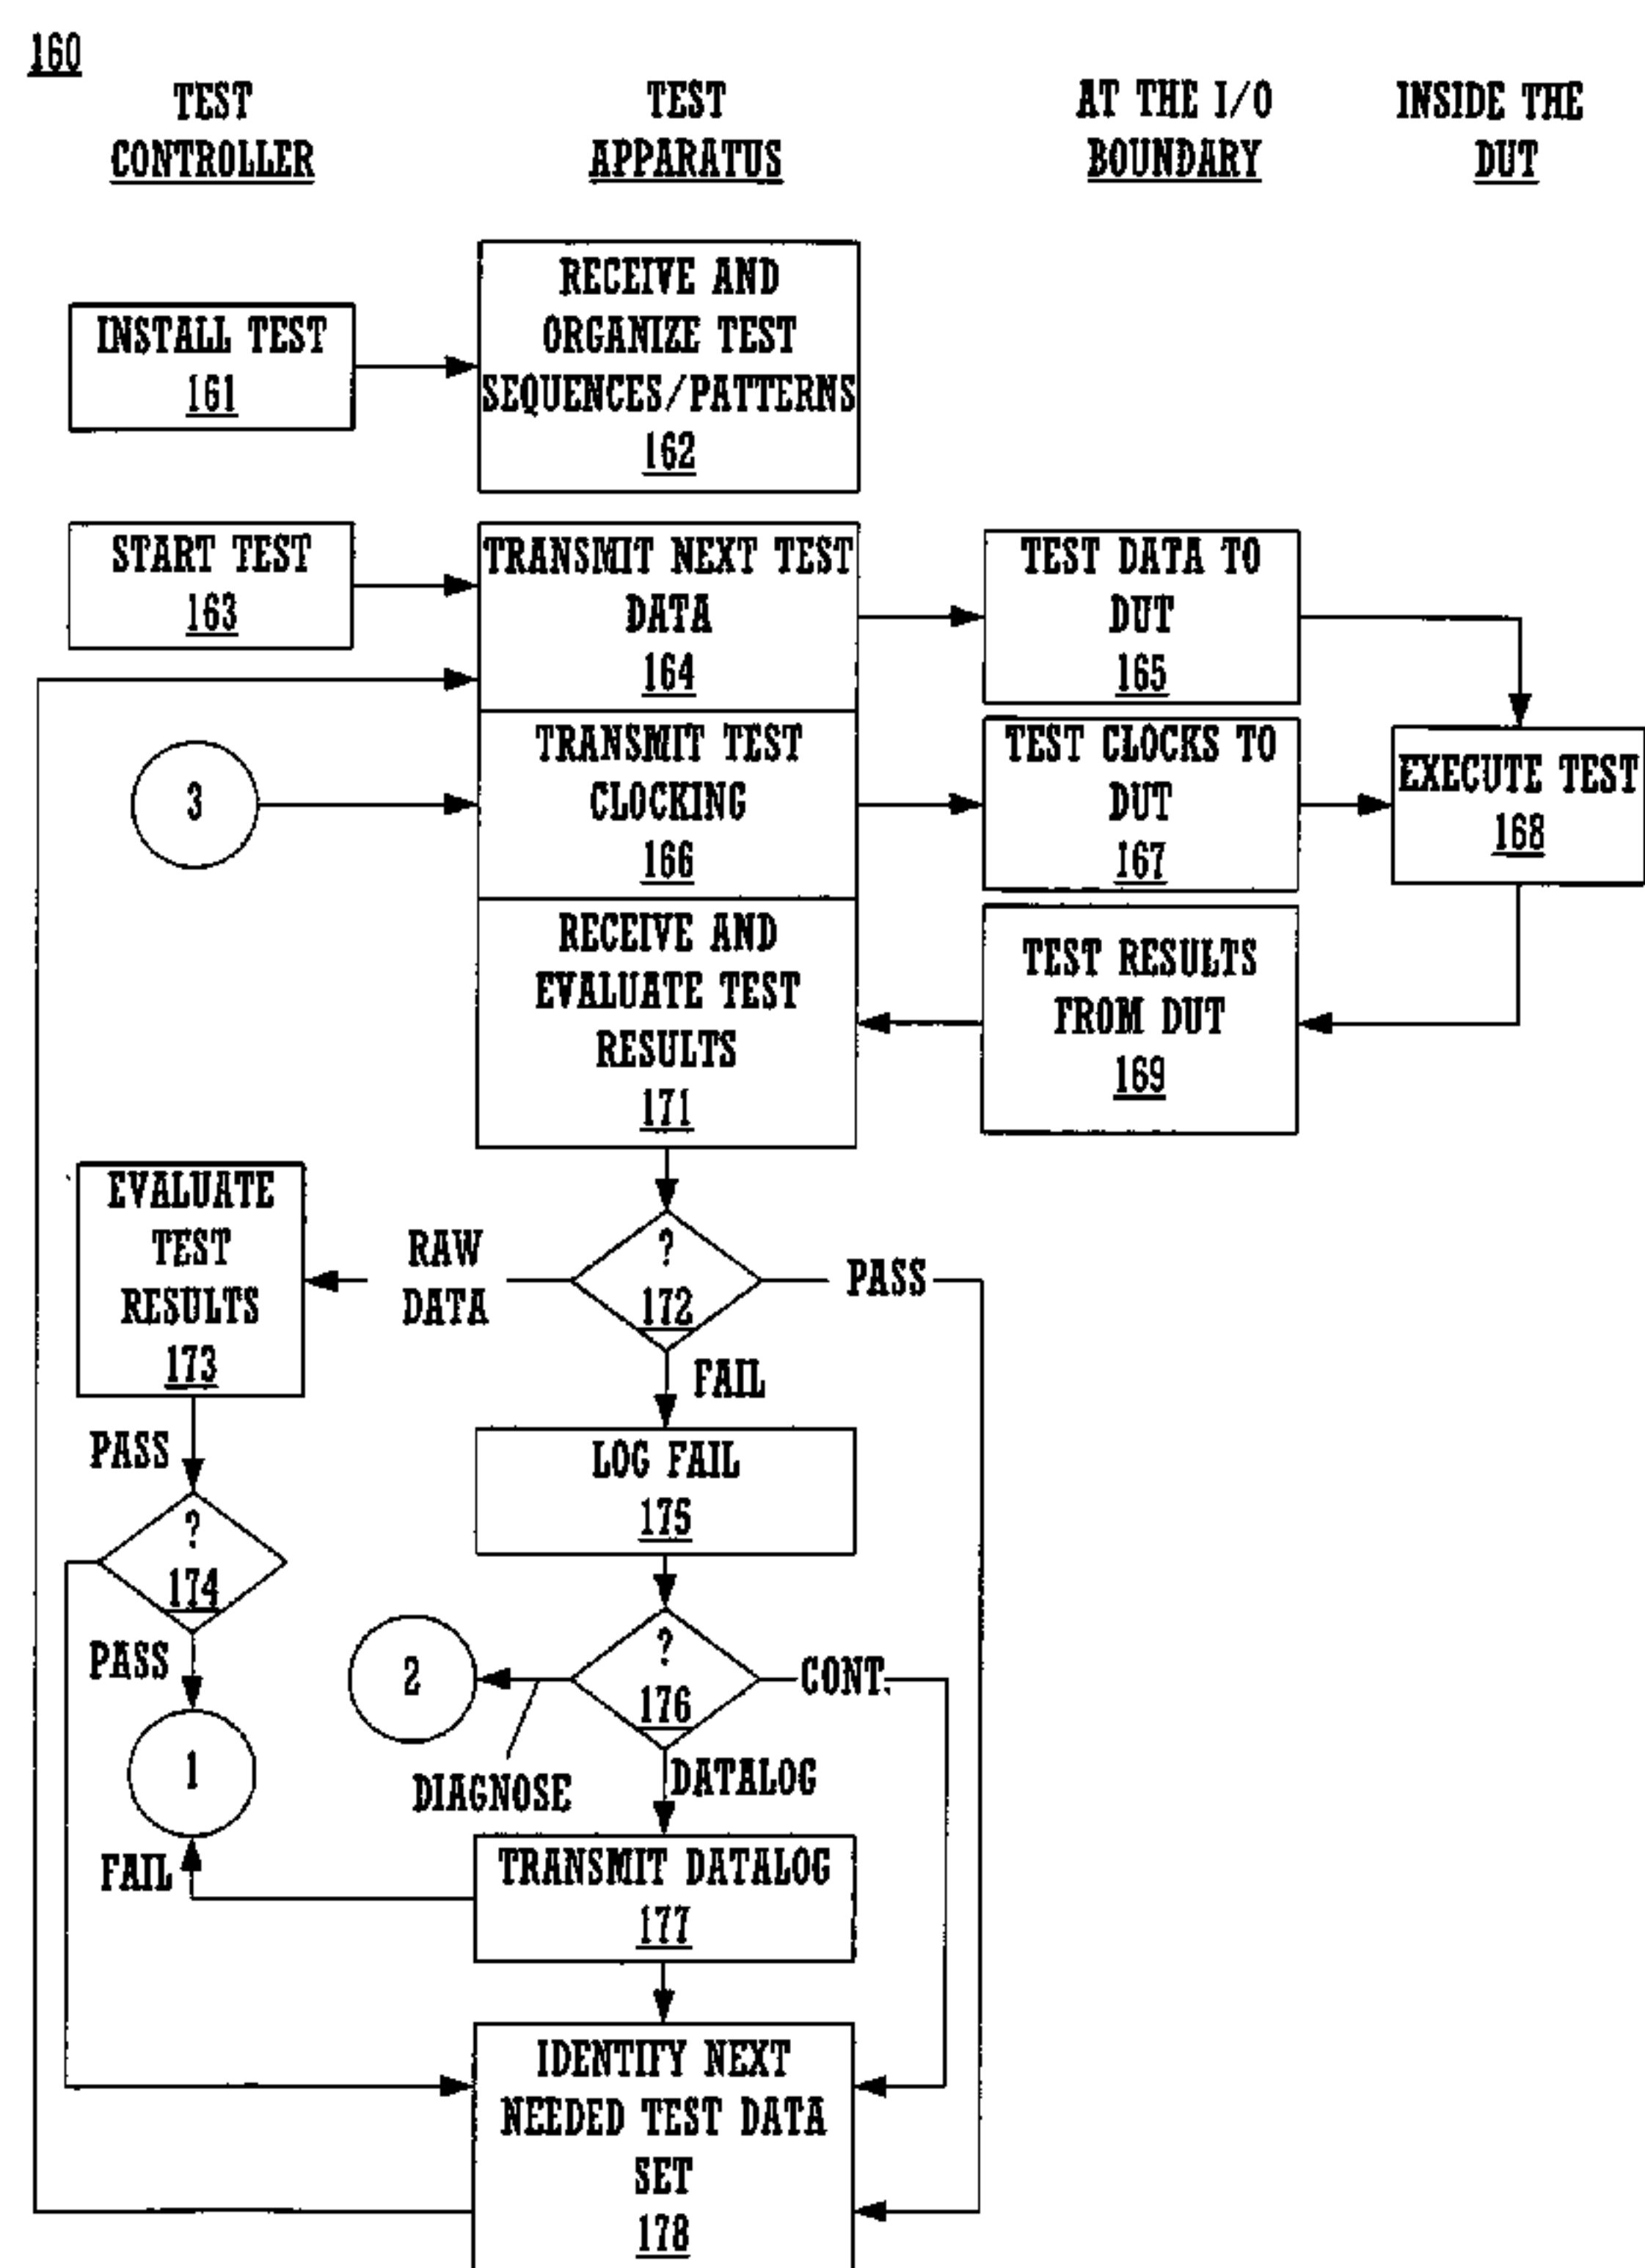 160
TEST
CONTROLLER
TEST
APPARATUS
AT THE I/O
BOUNDARY
INSIDE THE
DUT
INSTALL TEST
161
RECEIVE AND
ORGANIZE TEST
SEQUENCES/PATTERNS
162
START TEST
163
TRANSMIT NEXT TEST
DATA
164
TEST DATA TO
DUT
165
3
TRANSMIT TEST
CLOCKING
166
TEST CLOCKS TO
DUT
167
EXECUTE TEST
168
RECEIVE AND
EVALUATE TEST
RESULTS
171
TEST RESULTS
FROM DUT
169
EVALUATE
TEST
RESULTS
173
RAW
DATA
?
172
PASS
FAIL
PASS
?
174
PASS
1
FAIL
LOG FAIL
175
2
?
176
CONT.
DIAGNOSE
DATALOG
TRANSMIT DATALOG
177
IDENTIFY NEXT
NEEDED TEST DATA
SET
178